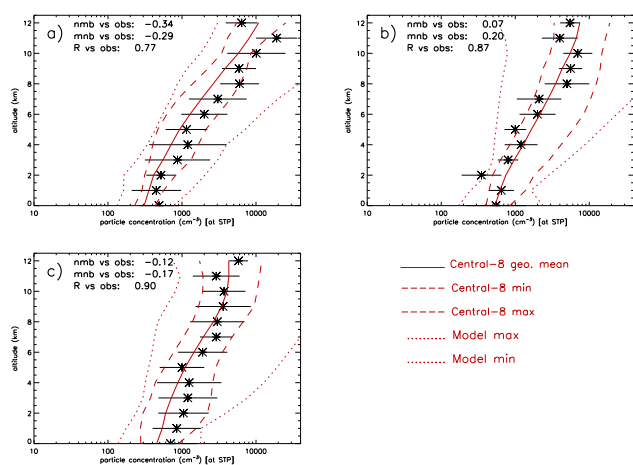 a)
nmb vs obs: −0.34
mnb vs obs: −0.29
R vs obs: 0.77
12
10
8
6
4
2
0
altitude (km)
10 100 1000 10000
particle concentration (cm⁻³) [at STP]
b)
nmb vs obs: 0.07
mnb vs obs: 0.20
R vs obs: 0.87
12
10
8
6
4
2
0
altitude (km)
10 100 1000 10000
particle concentration (cm⁻³) [at STP]
c)
nmb vs obs: −0.12
mnb vs obs: −0.17
R vs obs: 0.90
12
10
8
6
4
2
0
altitude (km)
10 100 1000 10000
particle concentration (cm⁻³) [at STP]
Central−8 geo. mean
Central−8 min
Central−8 max
Model max
Model min